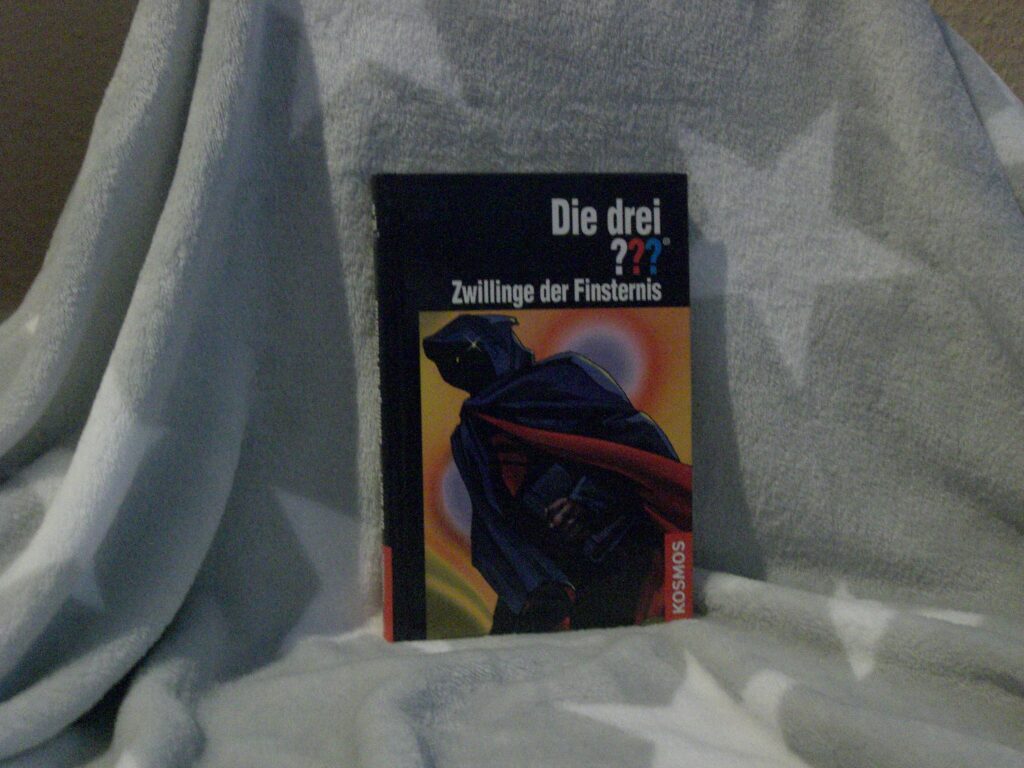 Die drei
???®
Zwillinge der Finsternis
KOSMOS